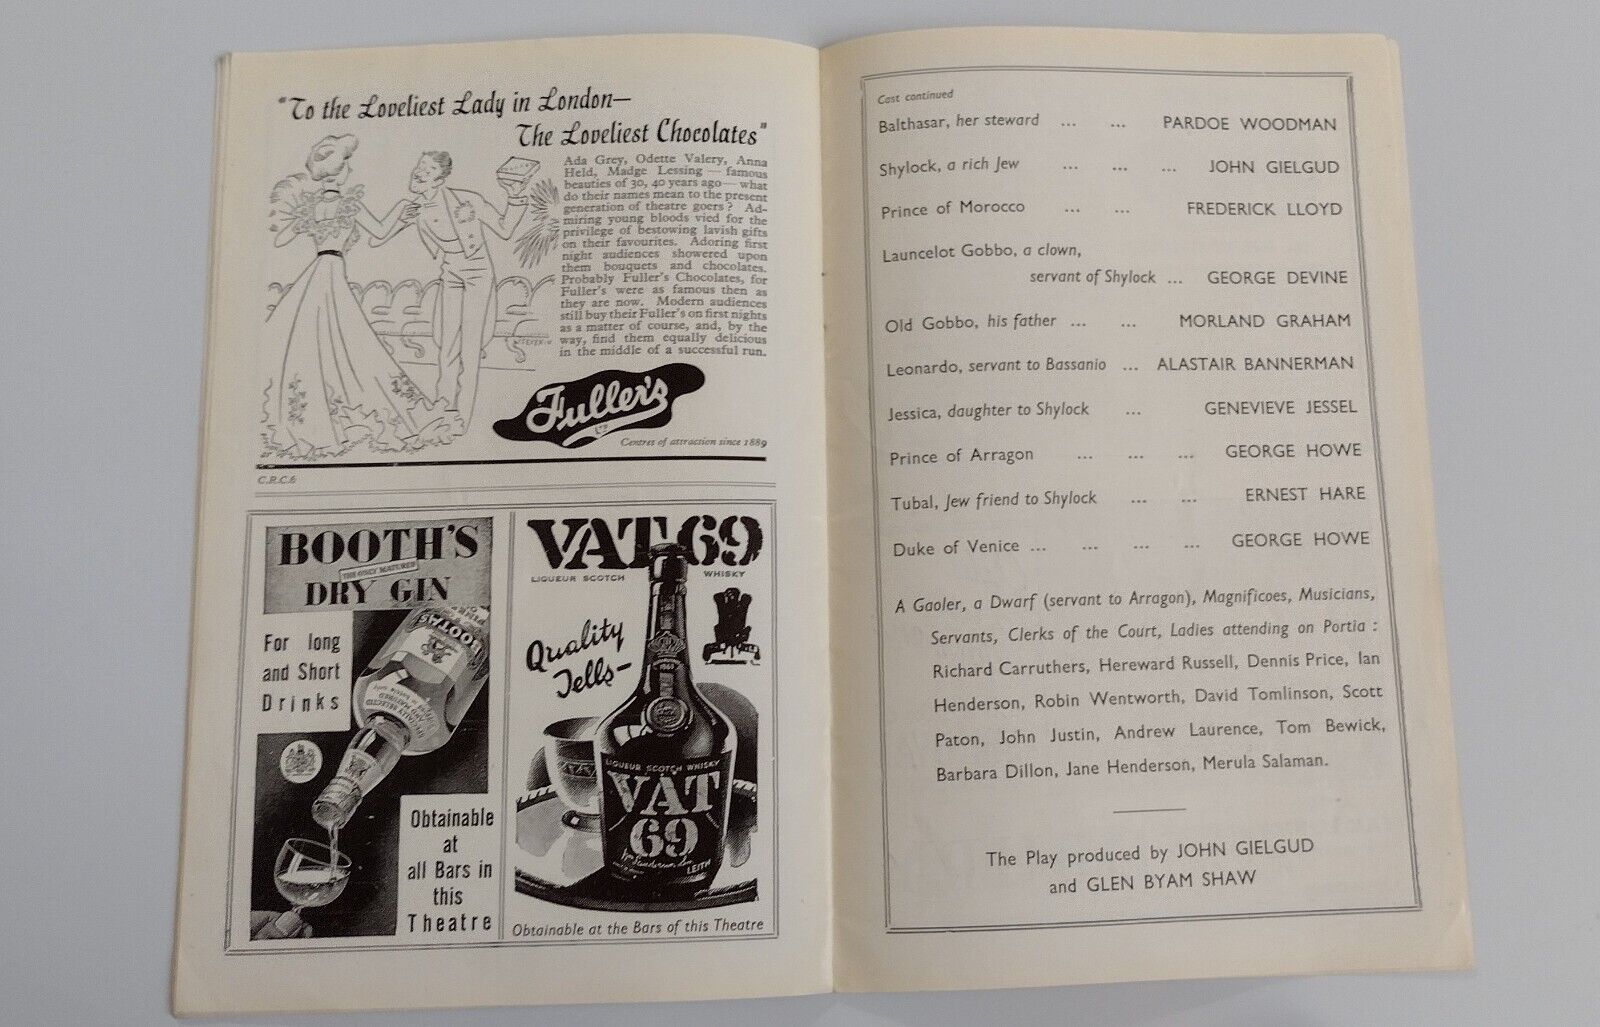 "To the Loveliest Lady in London—
The Loveliest Chocolates"
Ada Grey, Odette Valery, Anna
Held, Madge Lessing — famous
beauties of 30, 40 years ago — what
do their names mean to the present
generation of theatre goers? Ad-
miring young bloods vied for the
privilege of bestowing lavish gifts
on their favourites. Adoring first
night audiences showered upon
them bouquets and chocolates.
Probably Fuller's Chocolates, for
Fuller's were as famous then as
they are now. Modern audiences
still buy their Fuller's on first nights
as a matter of course, and, by the
way, find them equally delicious
in the middle of a successful run.
Fuller's
LTD
Centres of attraction since 1889
C.R.C.6
BOOTH'S
THE ONLY MATURED
DRY GIN
For long
and Short
Drinks
BOOTH'S
Obtainable
at
all Bars in
this
Theatre
VAT 69
LIQUEUR SCOTCH WHISKY
Quality
Tells—
LIQUEUR SCOTCH WHISKY
VAT
69
LEITH
Obtainable at the Bars of this Theatre
Cast continued
Balthasar, her steward ... ... PARDOE WOODMAN
Shylock, a rich Jew ... ... ... JOHN GIELGUD
Prince of Morocco ... ... FREDERICK LLOYD
Launcelot Gobbo, a clown,
servant of Shylock ... GEORGE DEVINE
Old Gobbo, his father ... ... MORLAND GRAHAM
Leonardo, servant to Bassanio ... ALASTAIR BANNERMAN
Jessica, daughter to Shylock ... GENEVIEVE JESSEL
Prince of Arragon ... ... ... GEORGE HOWE
Tubal, Jew friend to Shylock ... ... ERNEST HARE
Duke of Venice ... ... ... ... GEORGE HOWE
A Gaoler, a Dwarf (servant to Arragon), Magnificoes, Musicians,
Servants, Clerks of the Court, Ladies attending on Portia :
Richard Carruthers, Hereward Russell, Dennis Price, Ian
Henderson, Robin Wentworth, David Tomlinson, Scott
Paton, John Justin, Andrew Laurence, Tom Bewick,
Barbara Dillon, Jane Henderson, Merula Salaman.
The Play produced by JOHN GIELGUD
and GLEN BYAM SHAW